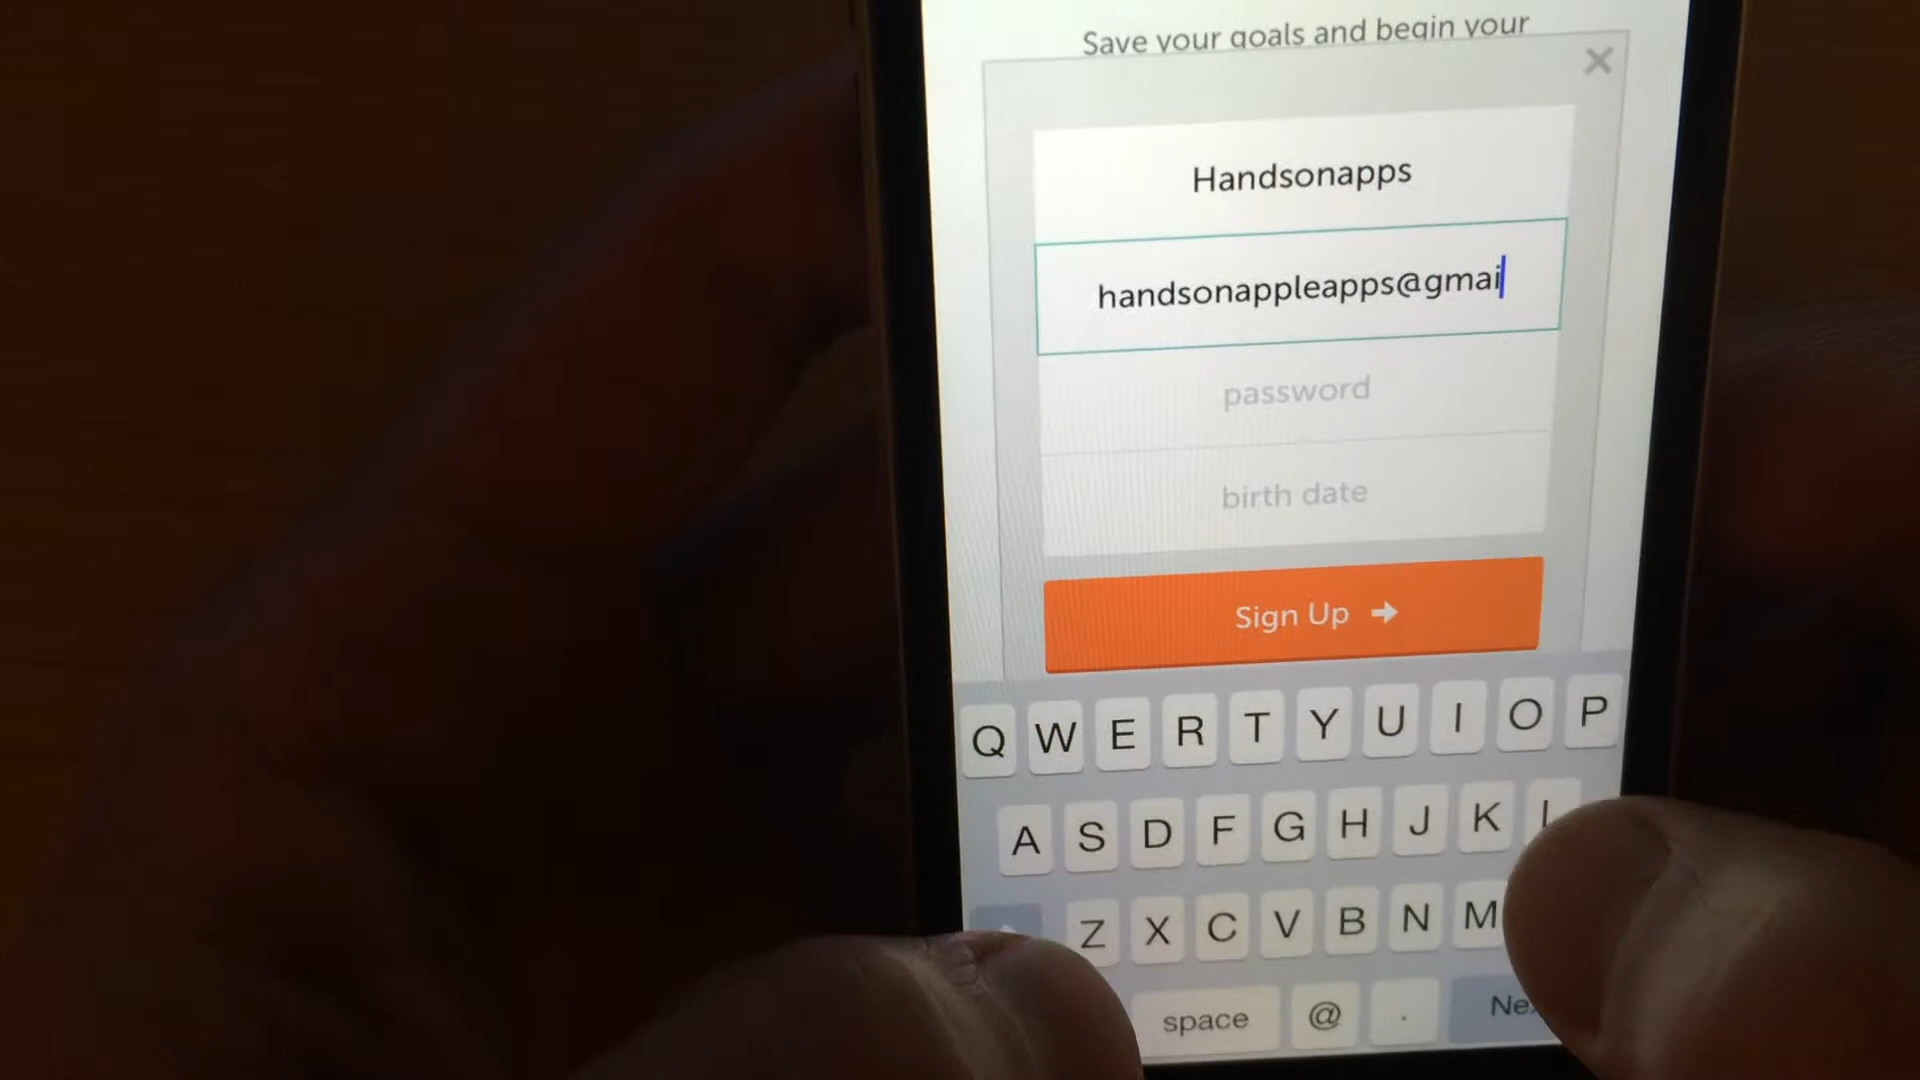 Save your goals and begin your
Handsonapps
handsonappleapps@gmai
password
birth date
Sign Up
Q W E R T Y U I O P
A S D F G H J K L
Z X C V B N M
space @ .